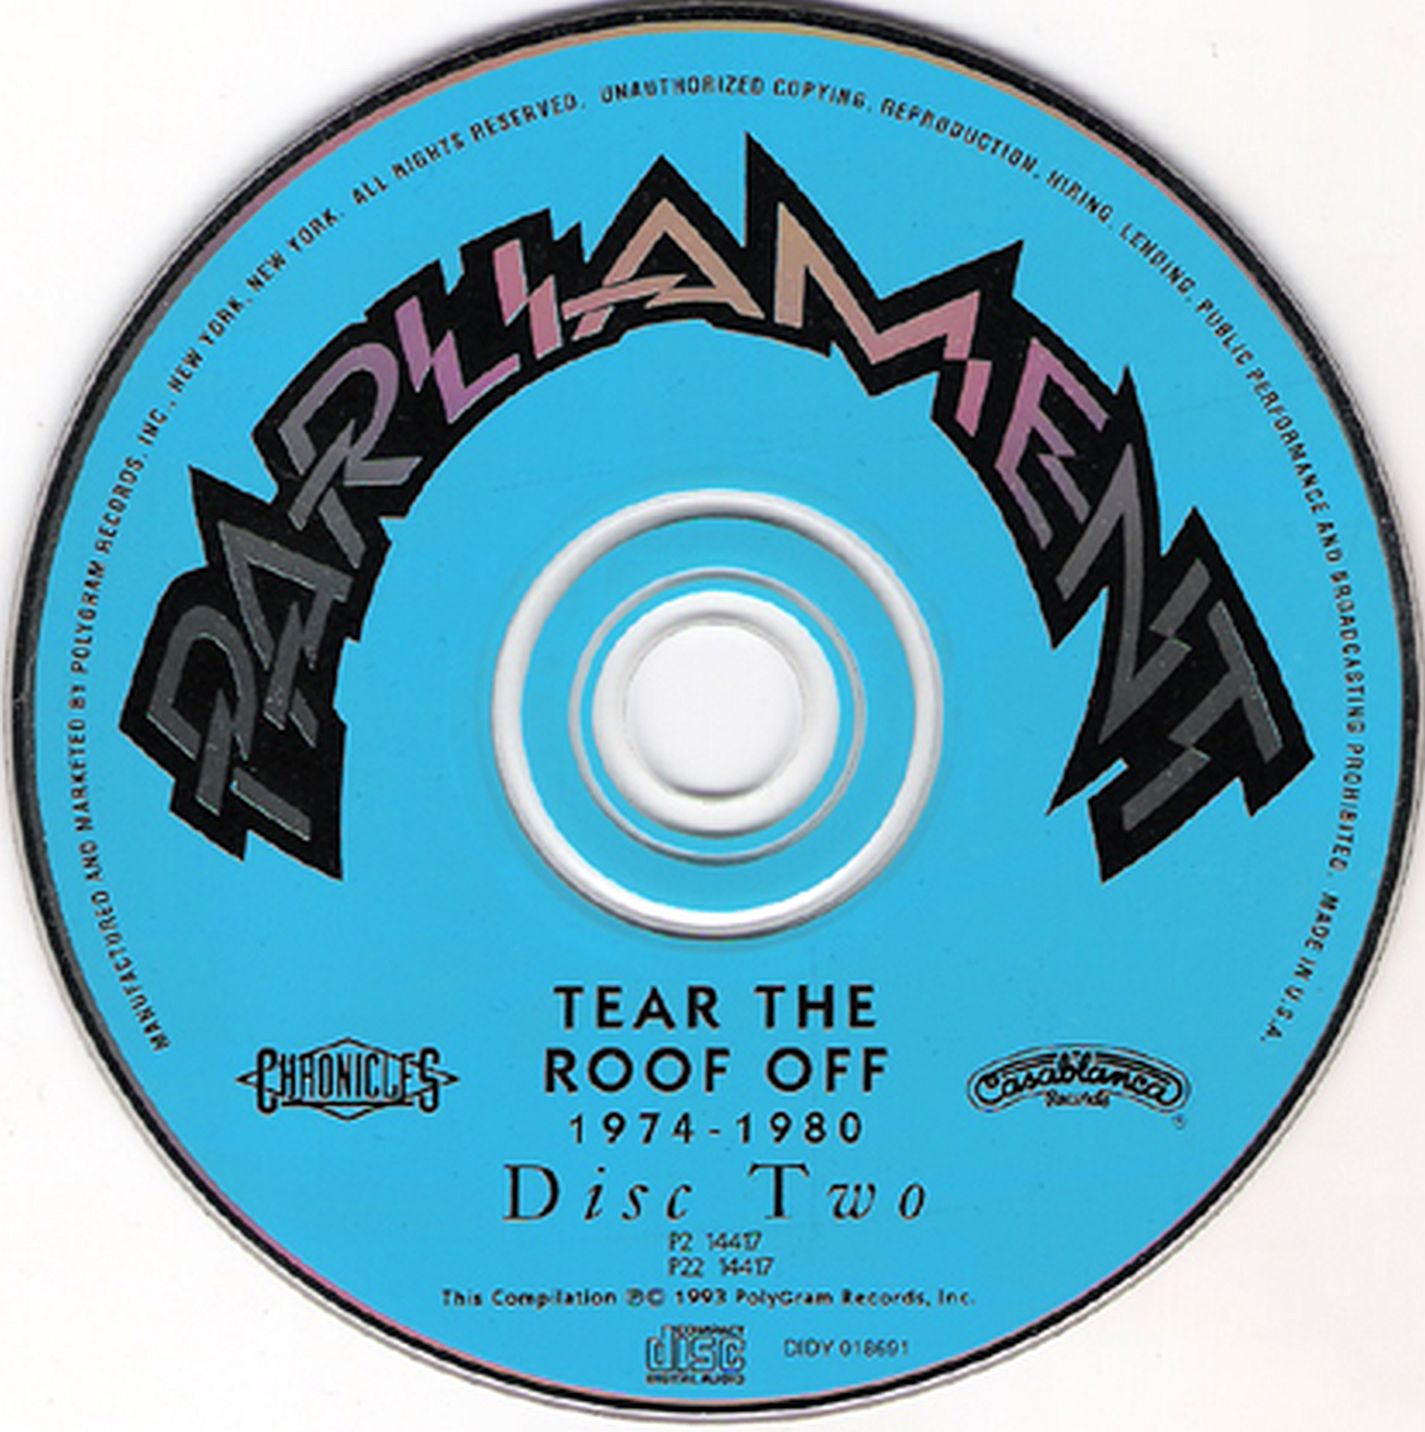 MANUFACTURED AND MARKETED BY POLYGRAM RECORDS, INC., NEW YORK, NEW YORK. ALL RIGHTS RESERVED. UNAUTHORIZED COPYING, REPRODUCTION, HIRING, LENDING, PUBLIC PERFORMANCE AND BROADCASTING PROHIBITED. MADE IN U.S.A.
PARLIAMENT
TEAR THE
ROOF OFF
1974-1980
CHRONICLES
Casablanca
Records
®
Disc Two
P2 14417
P22 14417
This Compilation ℗© 1993 PolyGram Records, Inc.
COMPACT
disc
DIGITAL AUDIO
DIDY 018691